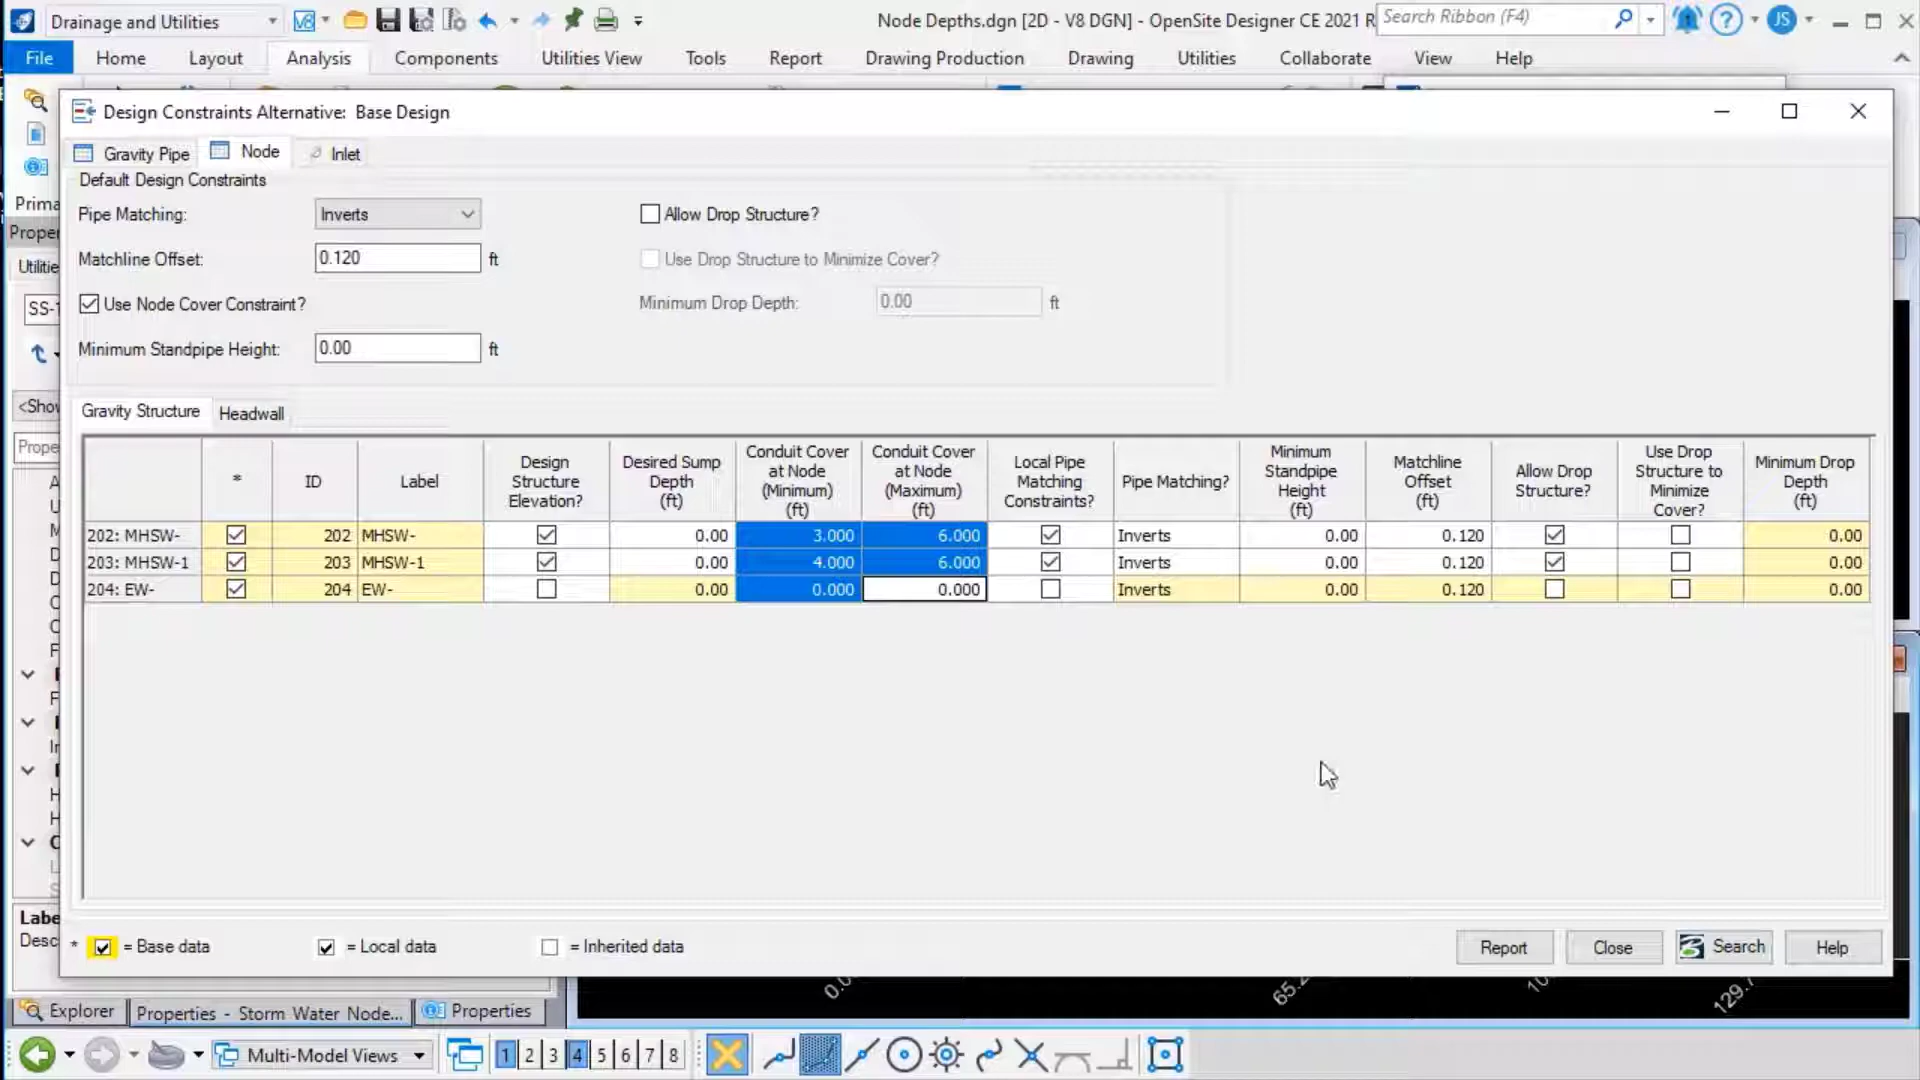 Drainage and Utilities
Node Depths.dgn [2D - V8 DGN] - OpenSite Designer CE 2021 R
Search Ribbon (F4)
JS
File
Home
Layout
Analysis
Components
Utilities View
Tools
Report
Drawing Production
Drawing
Utilities
Collaborate
View
Help
Design Constraints Alternative: Base Design
Gravity Pipe
Node
Inlet
Default Design Constraints
Pipe Matching:
Inverts
Allow Drop Structure?
Matchline Offset:
0.120
ft
Use Drop Structure to Minimize Cover?
Use Node Cover Constraint?
Minimum Drop Depth:
0.00
ft
Minimum Standpipe Height:
0.00
ft
Prima
Proper
Utilitie
SS-1
<Show
Prope
Gravity Structure
Headwall
* ID Label Design Structure Elevation? Desired Sump Depth (ft) Conduit Cover at Node (Minimum) (ft) Conduit Cover at Node (Maximum) (ft) Local Pipe Matching Constraints? Pipe Matching? Minimum Standpipe Height (ft) Matchline Offset (ft) Allow Drop Structure? Use Drop Structure to Minimize Cover? Minimum Drop Depth (ft)
202: MHSW- 202 MHSW- 0.00 3.000 6.000 Inverts 0.00 0.120 0.00
203: MHSW-1 203 MHSW-1 0.00 4.000 6.000 Inverts 0.00 0.120 0.00
204: EW- 204 EW- 0.00 0.000 0.000 Inverts 0.00 0.120 0.00
Labe
Desc
* = Base data
= Local data
= Inherited data
Report
Close
Search
Help
Explorer
Properties - Storm Water Node...
Properties
Multi-Model Views
1 2 3 4 5 6 7 8